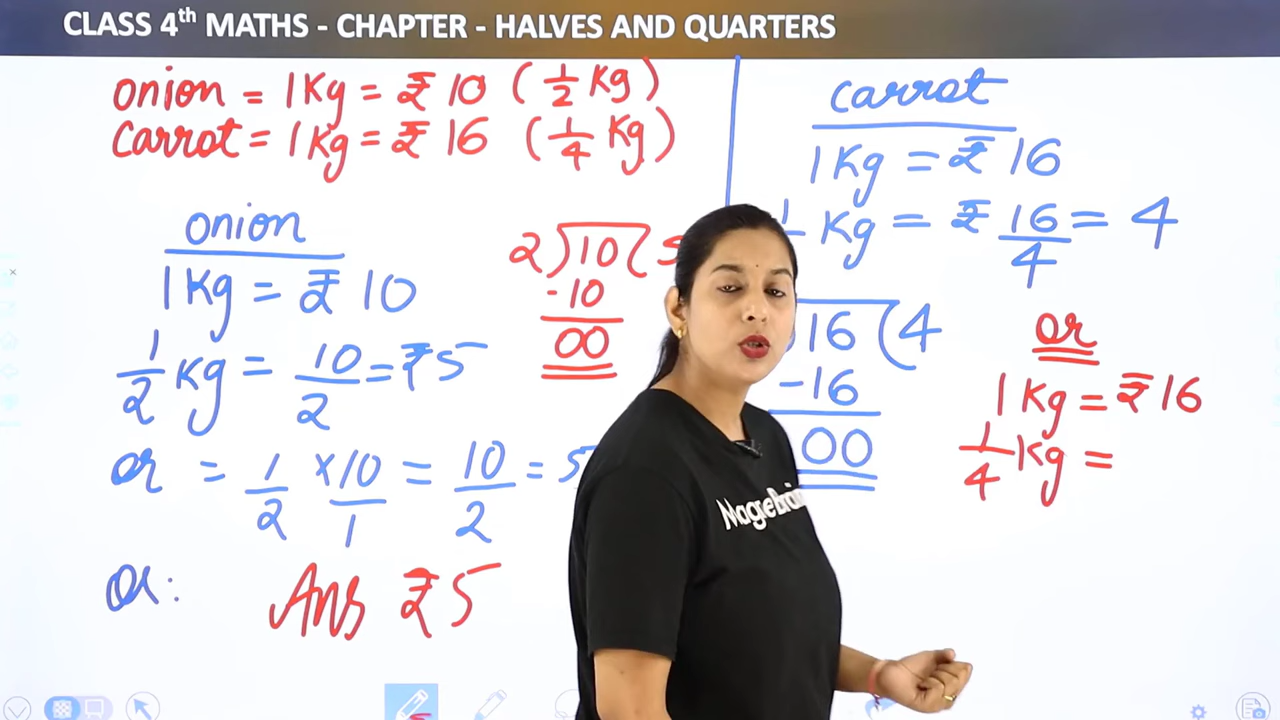 CLASS 4th MATHS - CHAPTER - HALVES AND QUARTERS
onion = 1Kg = ₹ 10 (1/2 Kg)
Carrot = 1Kg = ₹ 16 (1/4 Kg)
onion
1Kg = ₹ 10
1/2 Kg = 10/2 = ₹5
or = 1/2 × 10/1 = 10/2 = 5
Or:
Ans ₹5
2)10(5
-10
00
Carrot
1Kg = ₹ 16
Kg = ₹ 16/4 = 4
16(4
-16
00
or
1Kg = ₹16
1/4 Kg =